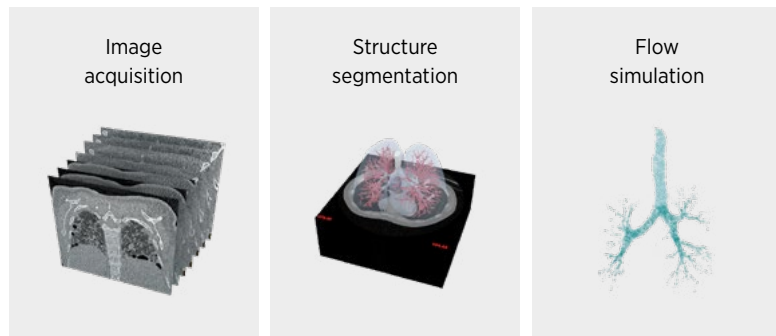 Image
acquisition
Structure
segmentation
Flow
simulation